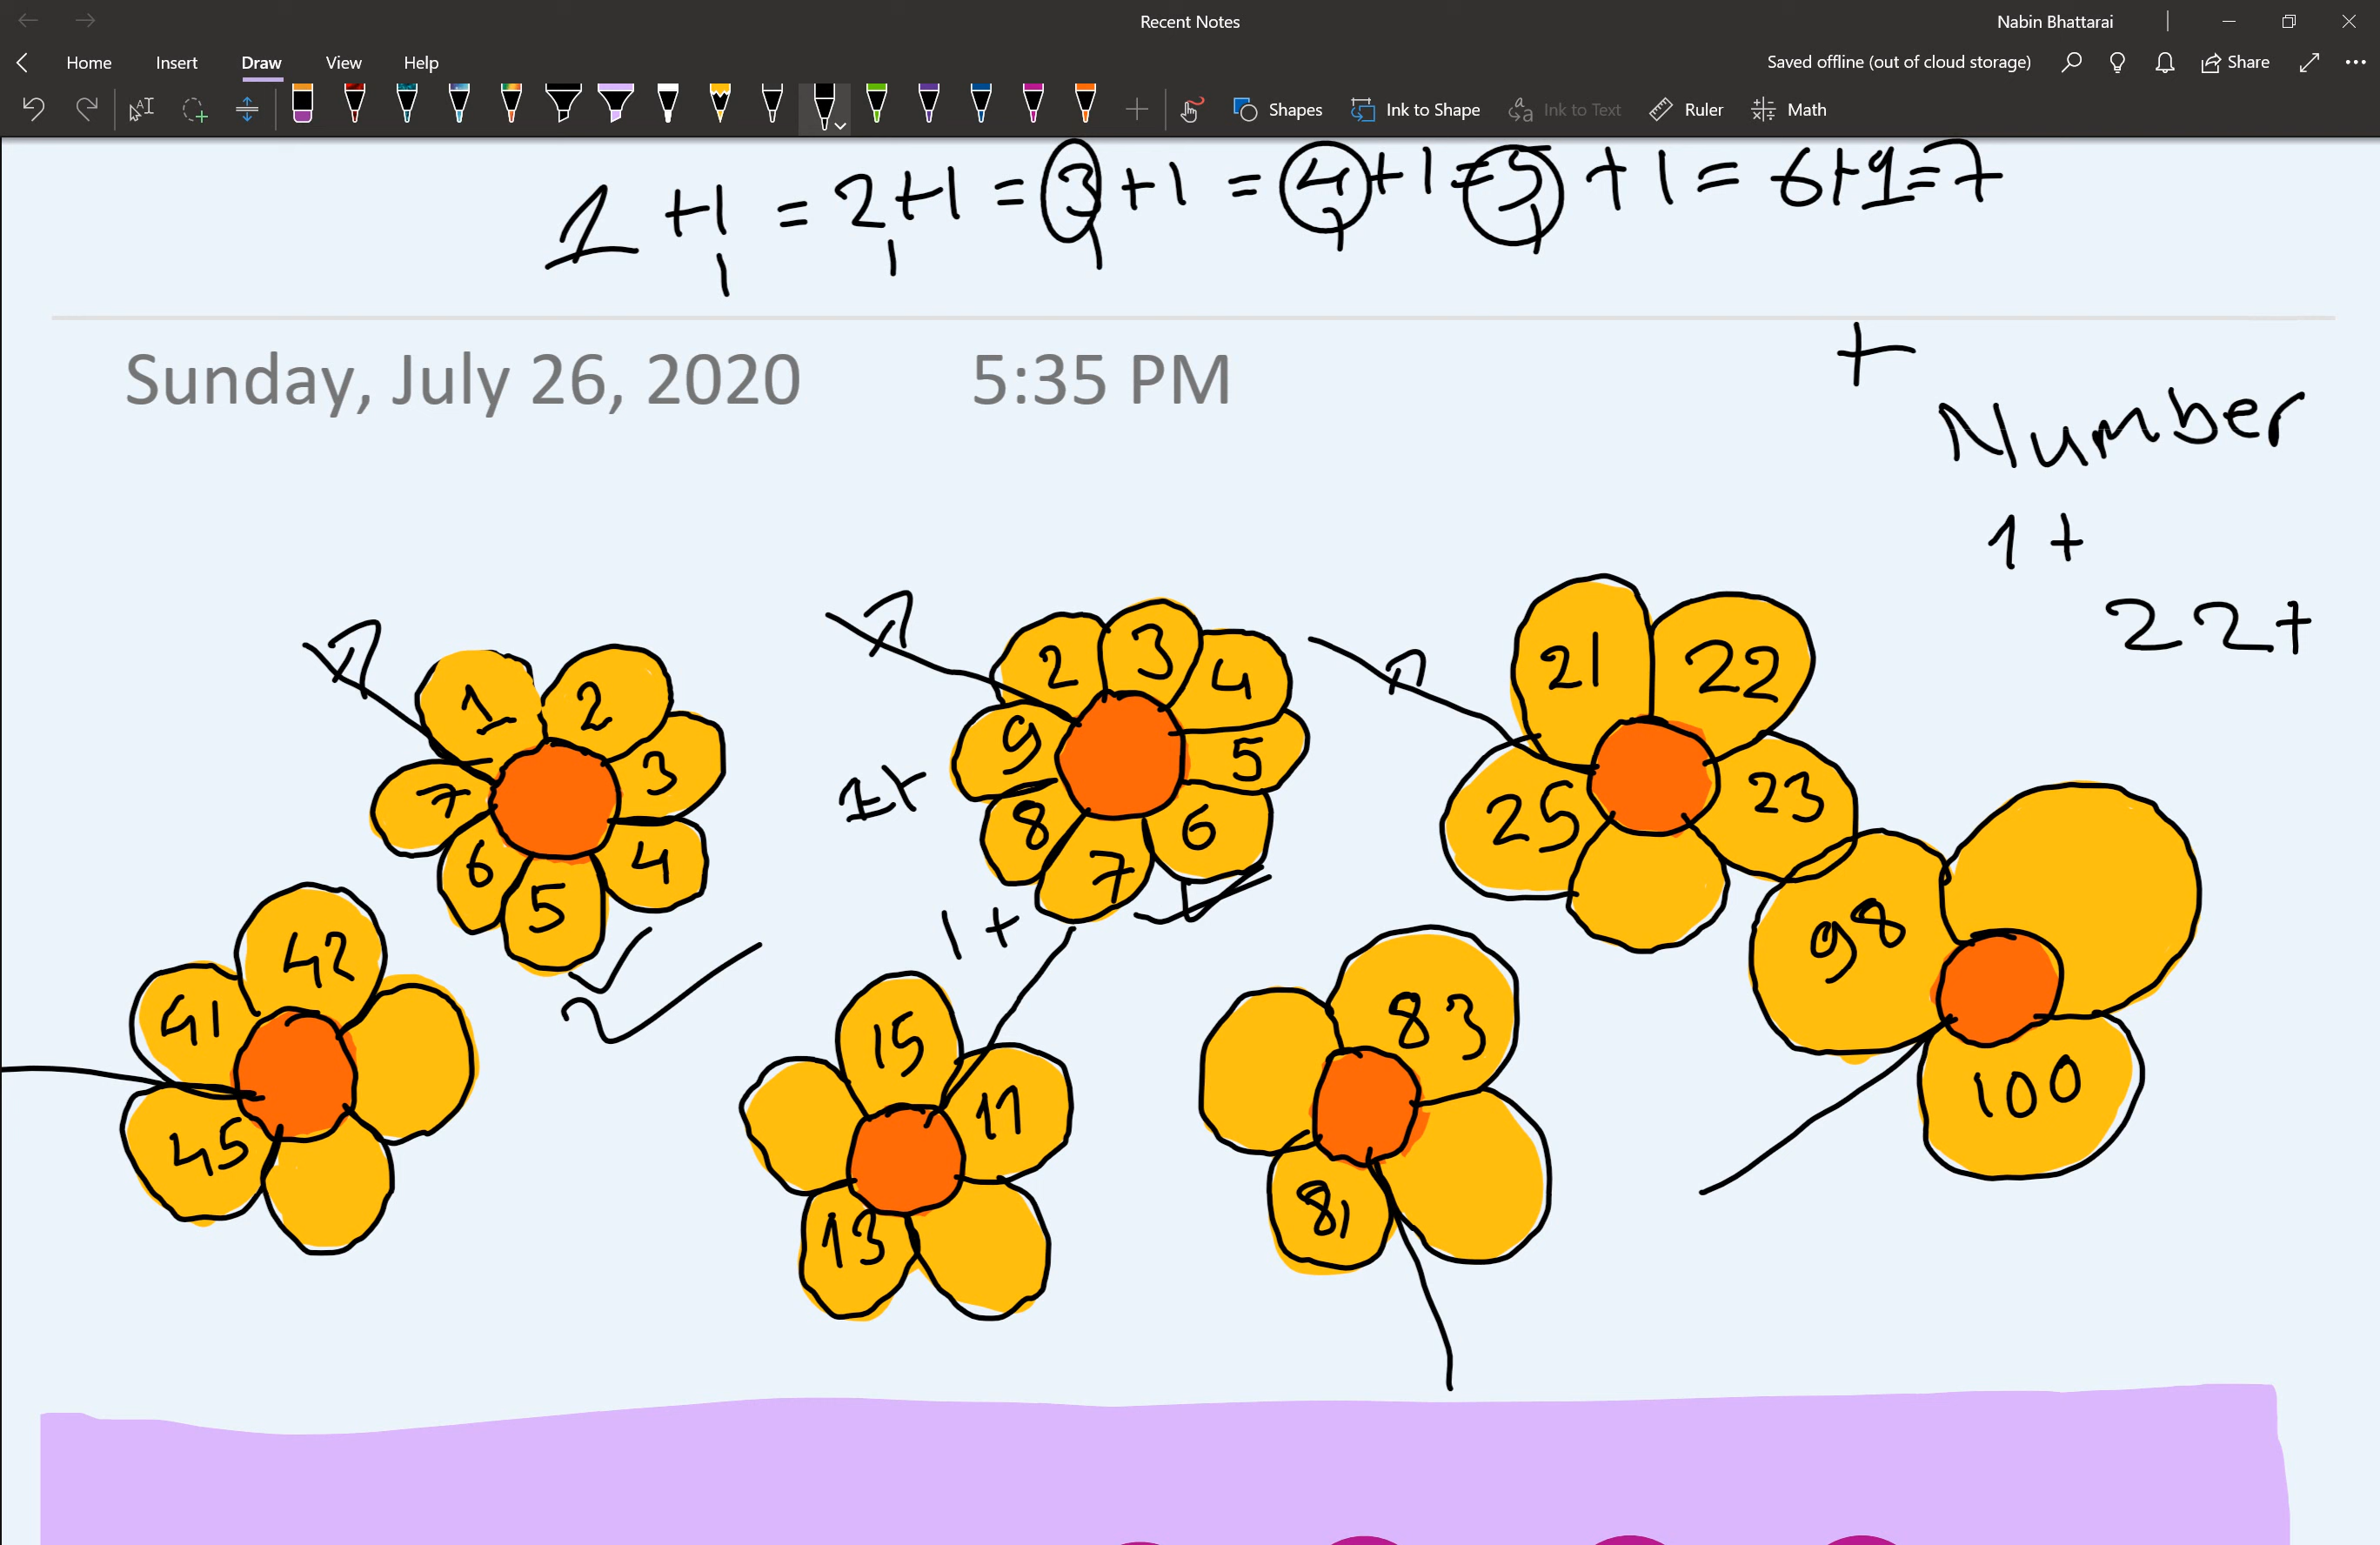 Recent Notes
Nabin Bhattarai
Home Insert Draw View Help
Saved offline (out of cloud storage)
Share
Shapes
Ink to Shape
Ink to Text
Ruler
Math
1 + 1 = 2 + 1 = 3 + 1 = 4 + 1 = 5 + 1 = 6 + 1 = 7
Sunday, July 26, 2020 5:35 PM
+
Number
1 +
22+
1 2 3 4 5 6 7
2 3 4 5 6 7 8 9
1+
1 +
21 22 23 25
41 42 45
15 17 13
83 81
98 100